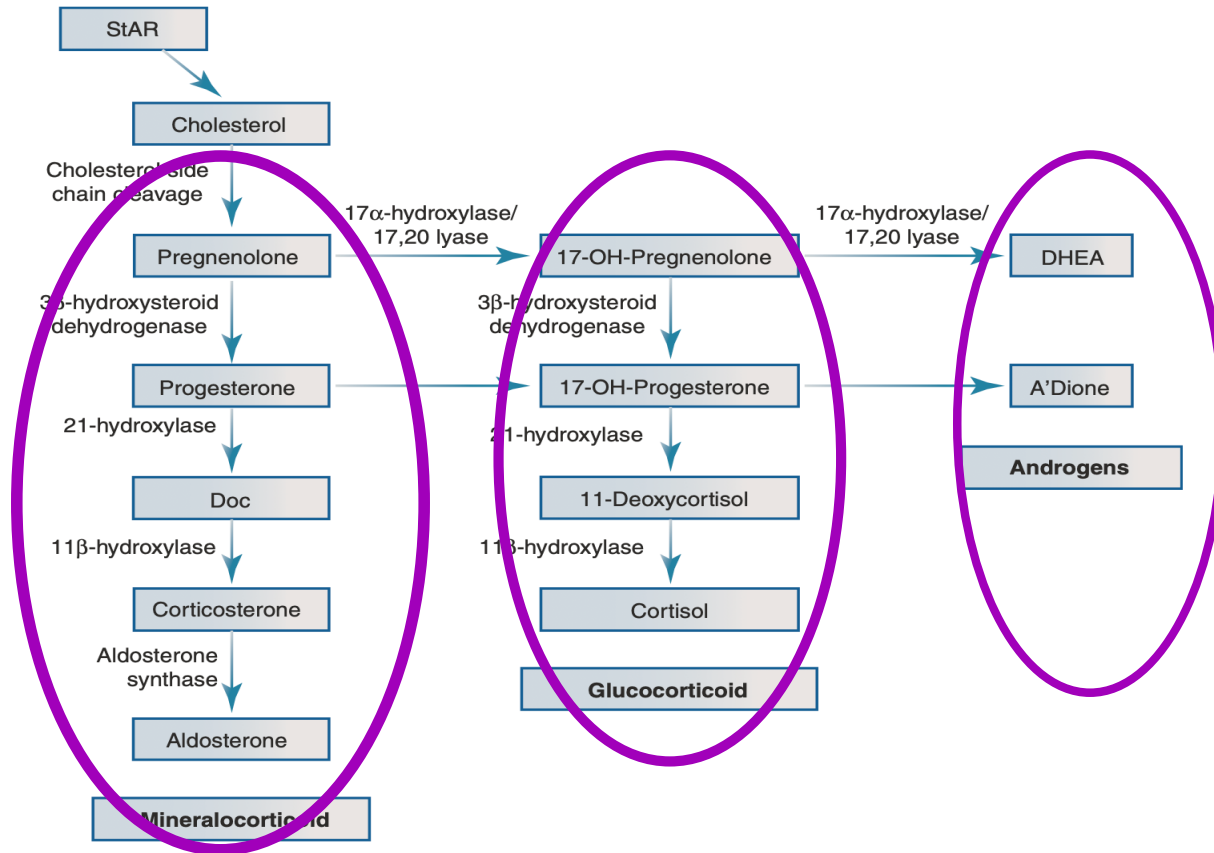 StAR
Cholesterol
Cholesterol side
chain cleavage
17α-hydroxylase/
17,20 lyase
17α-hydroxylase/
17,20 lyase
Pregnenolone
17-OH-Pregnenolone
DHEA
3β-hydroxysteroid
dehydrogenase
3β-hydroxysteroid
dehydrogenase
Progesterone
17-OH-Progesterone
A'Dione
21-hydroxylase
21-hydroxylase
Androgens
Doc
11-Deoxycortisol
11β-hydroxylase
11β-hydroxylase
Corticosterone
Cortisol
Aldosterone
synthase
Glucocorticoid
Aldosterone
Mineralocorticoid